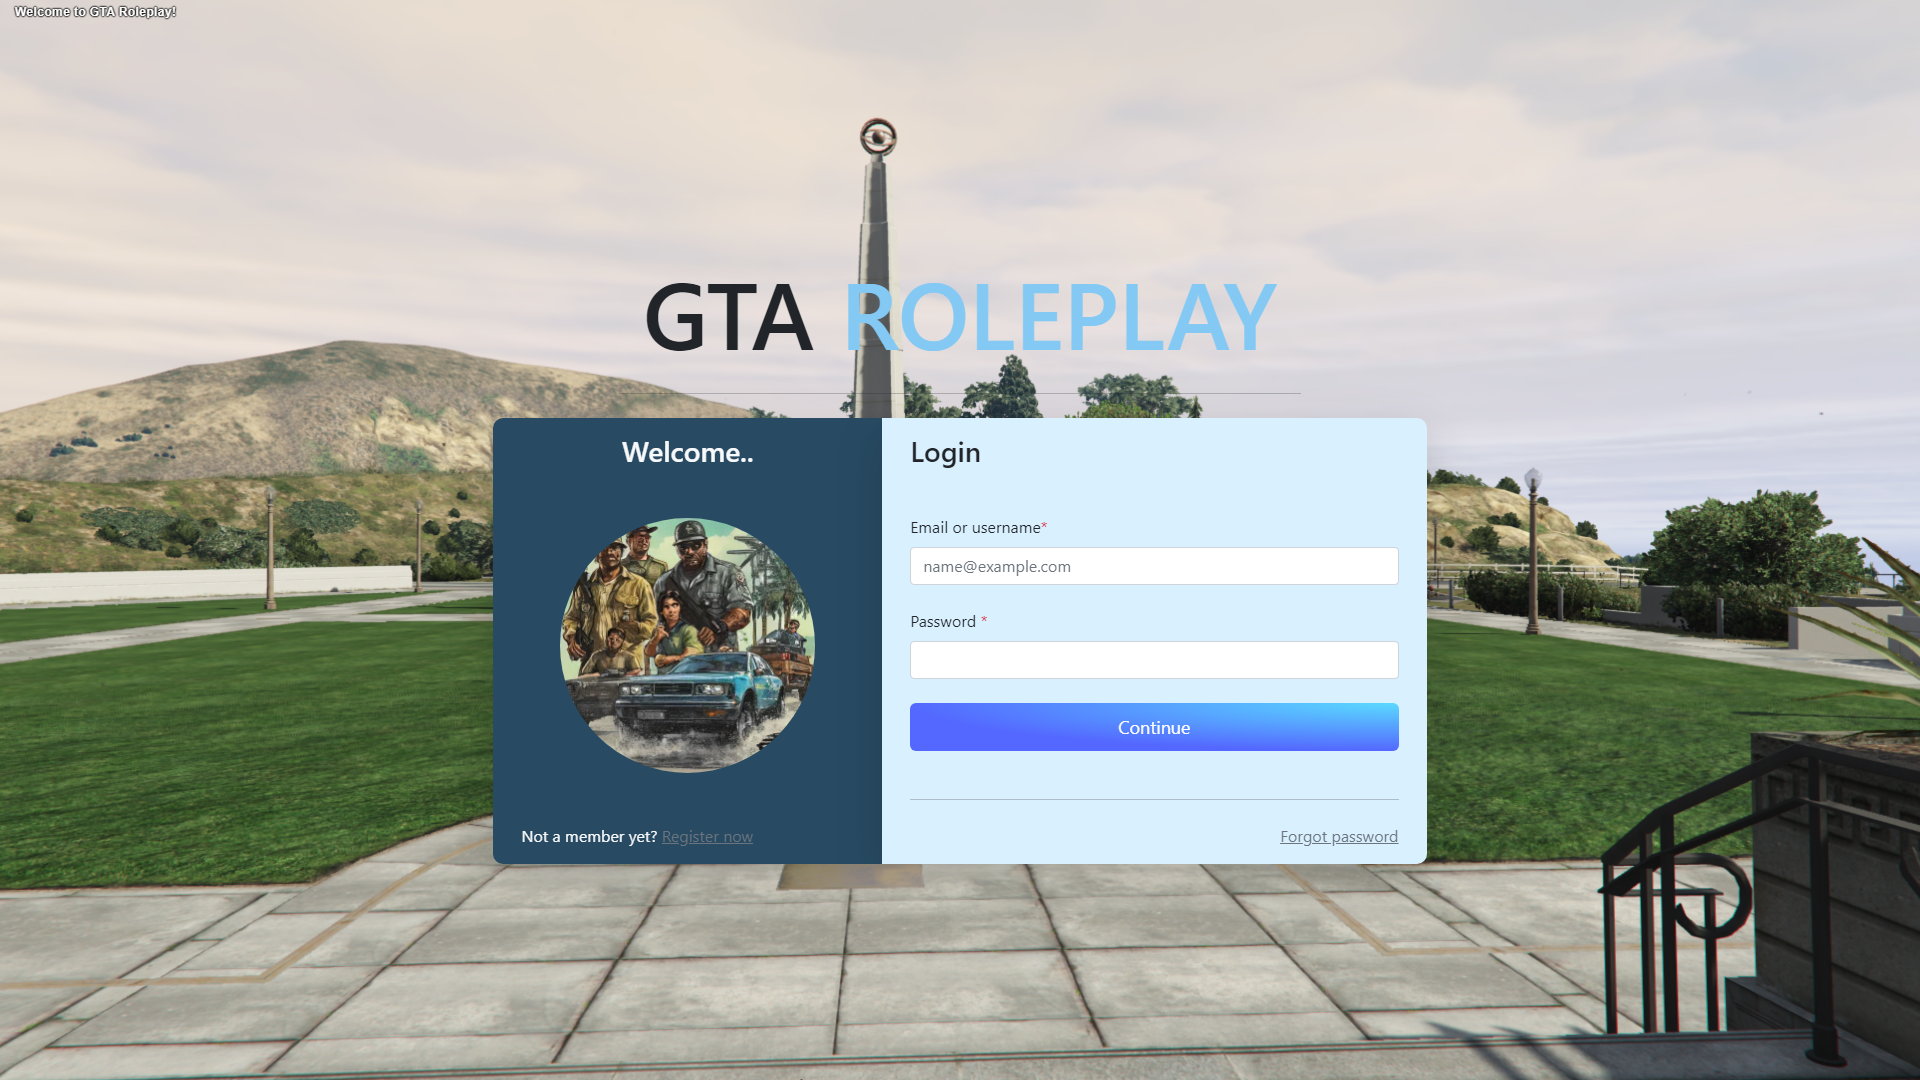 Welcome to GTA Roleplay!
GTA ROLEPLAY
Welcome..
Login
Email or username*
name@example.com
Password *
Continue
Not a member yet? Register now
Forgot password